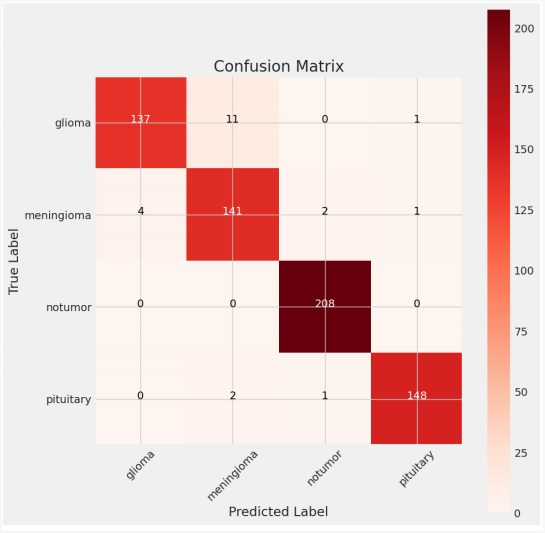 Confusion Matrix
glioma 137 11 0 1
meningioma 4 141 2 1
notumor 0 0 208 0
pituitary 0 2 1 148
glioma meningioma notumor pituitary
Predicted Label
True Label
200
175
150
125
100
75
50
25
0